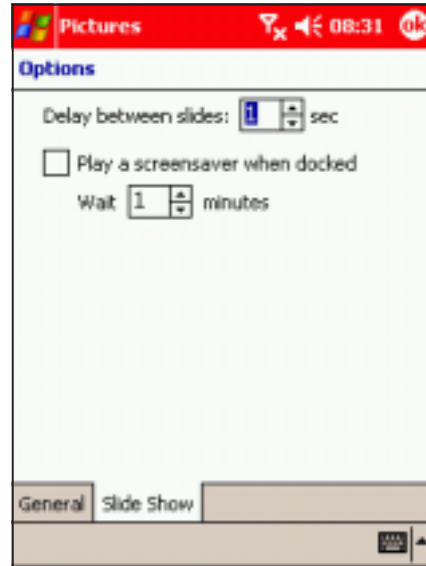 Pictures 08:31 ok
Options
Delay between slides: 1 sec
Play a screensaver when docked
Wait 1 minutes
General Slide Show